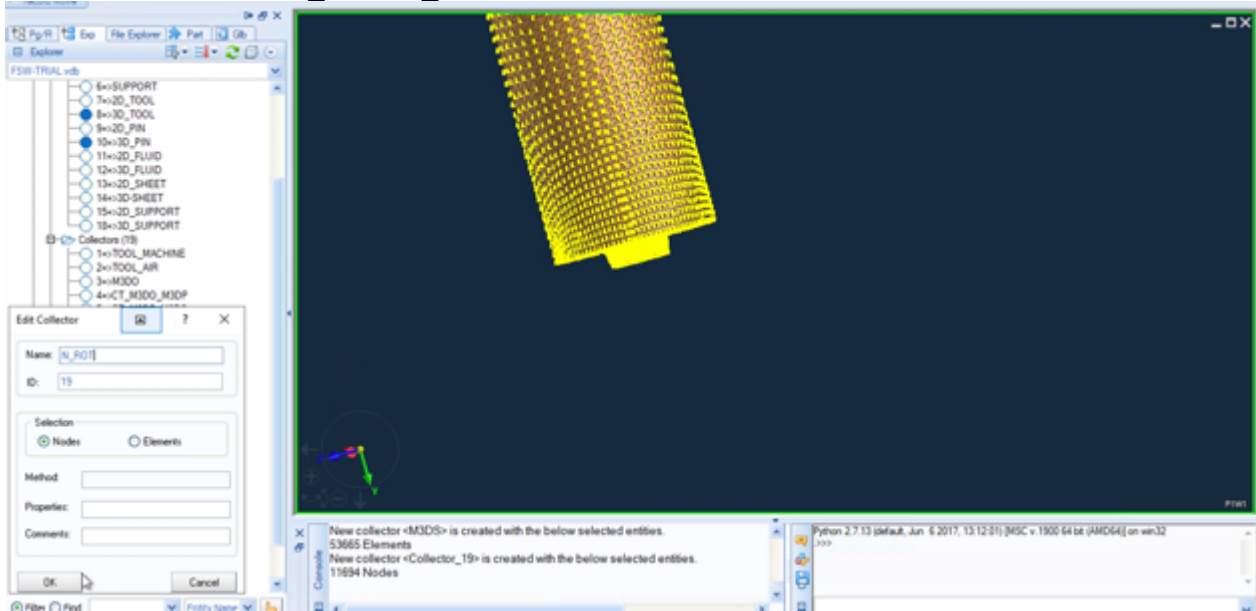 Pg/R Exp File Explorer Part Glb
Explorer
FSW-TRIAL.vdb
6=>SUPPORT
7=>2D_TOOL
8=>3D_TOOL
9=>2D_PIN
10=>3D_PIN
11=>2D_FLUID
12=>3D_FLUID
13=>2D_SHEET
14=>3D-SHEET
15=>2D_SUPPORT
18=>3D_SUPPORT
Collectors (19)
1=>TOOL_MACHINE
2=>TOOL_AIR
3=>M3DO
4=>CT_M3DO_M3DP
Edit Collector ? X
Name: N_ROT
ID: 19
Selection
Nodes Elements
Method:
Properties:
Comments:
OK Cancel
Filter Find Entity Name
Y
P1W1
Console
New collector <M3DS> is created with the below selected entities.
53665 Elements
New collector <Collector_19> is created with the below selected entities.
11694 Nodes
Python 2.7.13 (default, Jun 6 2017, 13:12:01) [MSC v.1900 64 bit (AMD64)] on win32
>>>